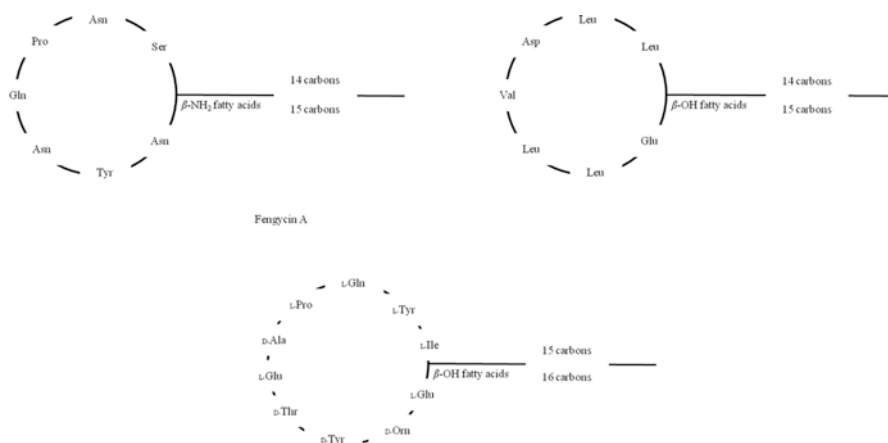 Asn
Pro
Ser
Gln
Asn
Tyr
Asn
β-NH₂ fatty acids
14 carbons
15 carbons
Leu
Asp
Leu
Val
Leu
Leu
Glu
β-OH fatty acids
14 carbons
15 carbons
Fengycin A
L-Gln
L-Pro
L-Tyr
D-Ala
L-Ile
L-Glu
L-Glu
D-Thr
D-Orn
D-Tyr
β-OH fatty acids
15 carbons
16 carbons